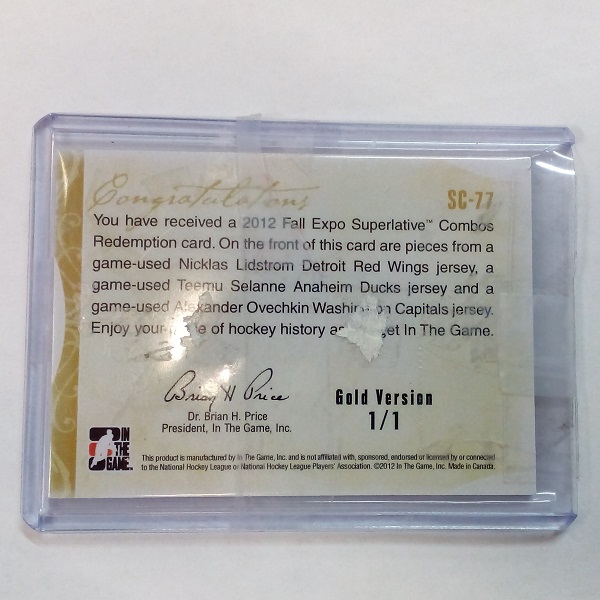 Congratulations
SC-77
You have received a 2012 Fall Expo Superlative™ Combos
Redemption card. On the front of this card are pieces from a
game-used Nicklas Lidstrom Detroit Red Wings jersey, a
game-used Teemu Selanne Anaheim Ducks jersey and a
game-used Alexander Ovechkin Washington Capitals jersey.
Enjoy your of hockey history as get In The Game.
Brian H Price
Dr. Brian H. Price
President, In The Game, Inc.
Gold Version
1/1
IN THE GAME
This product is manufactured by In The Game, Inc. and is not affiliated with, sponsored, endorsed or licensed by or connected
to the National Hockey League or National Hockey League Players' Association. ©2012 In The Game, Inc. Made in Canada.